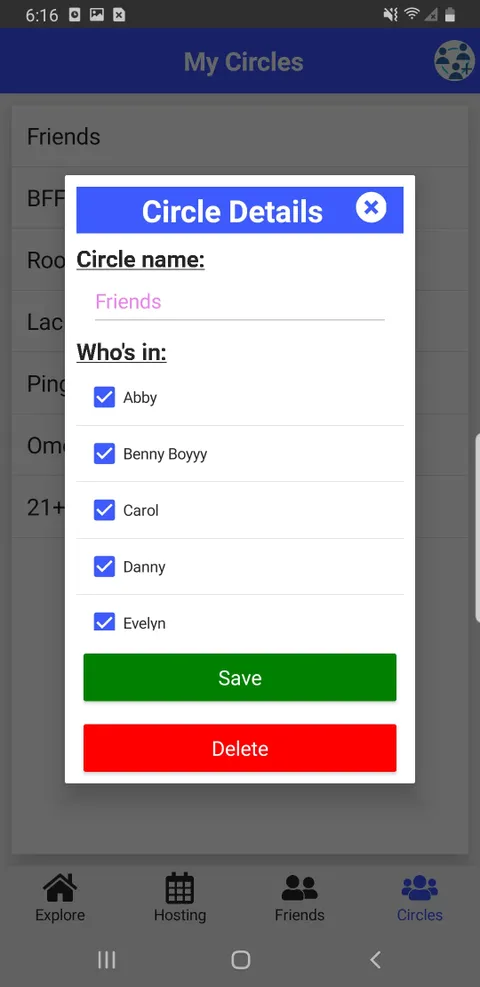 6:16
My Circles
Friends
BFF
Roo
Lac
Ping
Om
21+
Circle Details
Circle name:
Friends
Who's in:
Abby
Benny Boyyy
Carol
Danny
Evelyn
Save
Delete
Explore
Hosting
Friends
Circles